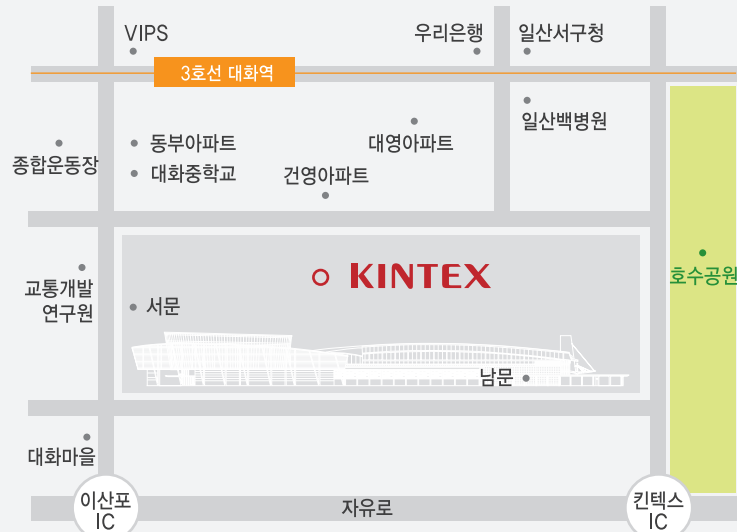 VIPS
우리은행
일산서구청
3호선 대화역
일산백병원
동부아파트
대영아파트
종합운동장
대화중학교
건영아파트
KINTEX
호수공원
교통개발
연구원
서문
남문
대화마을
이산포
IC
자유로
킨텍스
IC